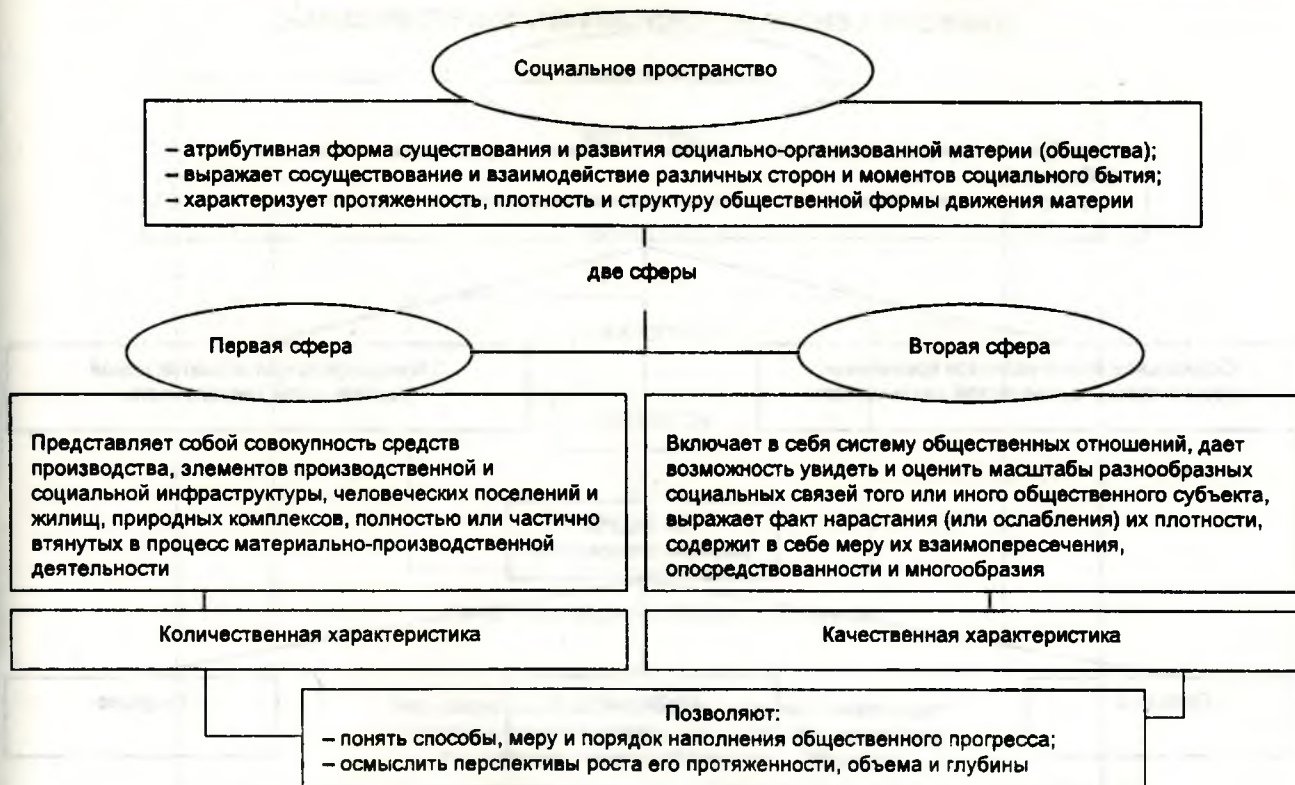 Социальное пространство
– атрибутивная форма существования и развития социально-организованной материи (общества);
– выражает сосуществование и взаимодействие различных сторон и моментов социального бытия;
– характеризует протяженность, плотность и структуру общественной формы движения материи
две сферы
Первая сфера
Вторая сфера
Представляет собой совокупность средств
производства, элементов производственной и
социальной инфраструктуры, человеческих поселений и
жилищ, природных комплексов, полностью или частично
втянутых в процесс материально-производственной
деятельности
Включает в себя систему общественных отношений, дает
возможность увидеть и оценить масштабы разнообразных
социальных связей того или иного общественного субъекта,
выражает факт нарастания (или ослабления) их плотности,
содержит в себе меру их взаимопересечения,
опосредствованности и многообразия
Количественная характеристика
Качественная характеристика
Позволяют:
– понять способы, меру и порядок наполнения общественного прогресса;
– осмыслить перспективы роста его протяженности, объема и глубины